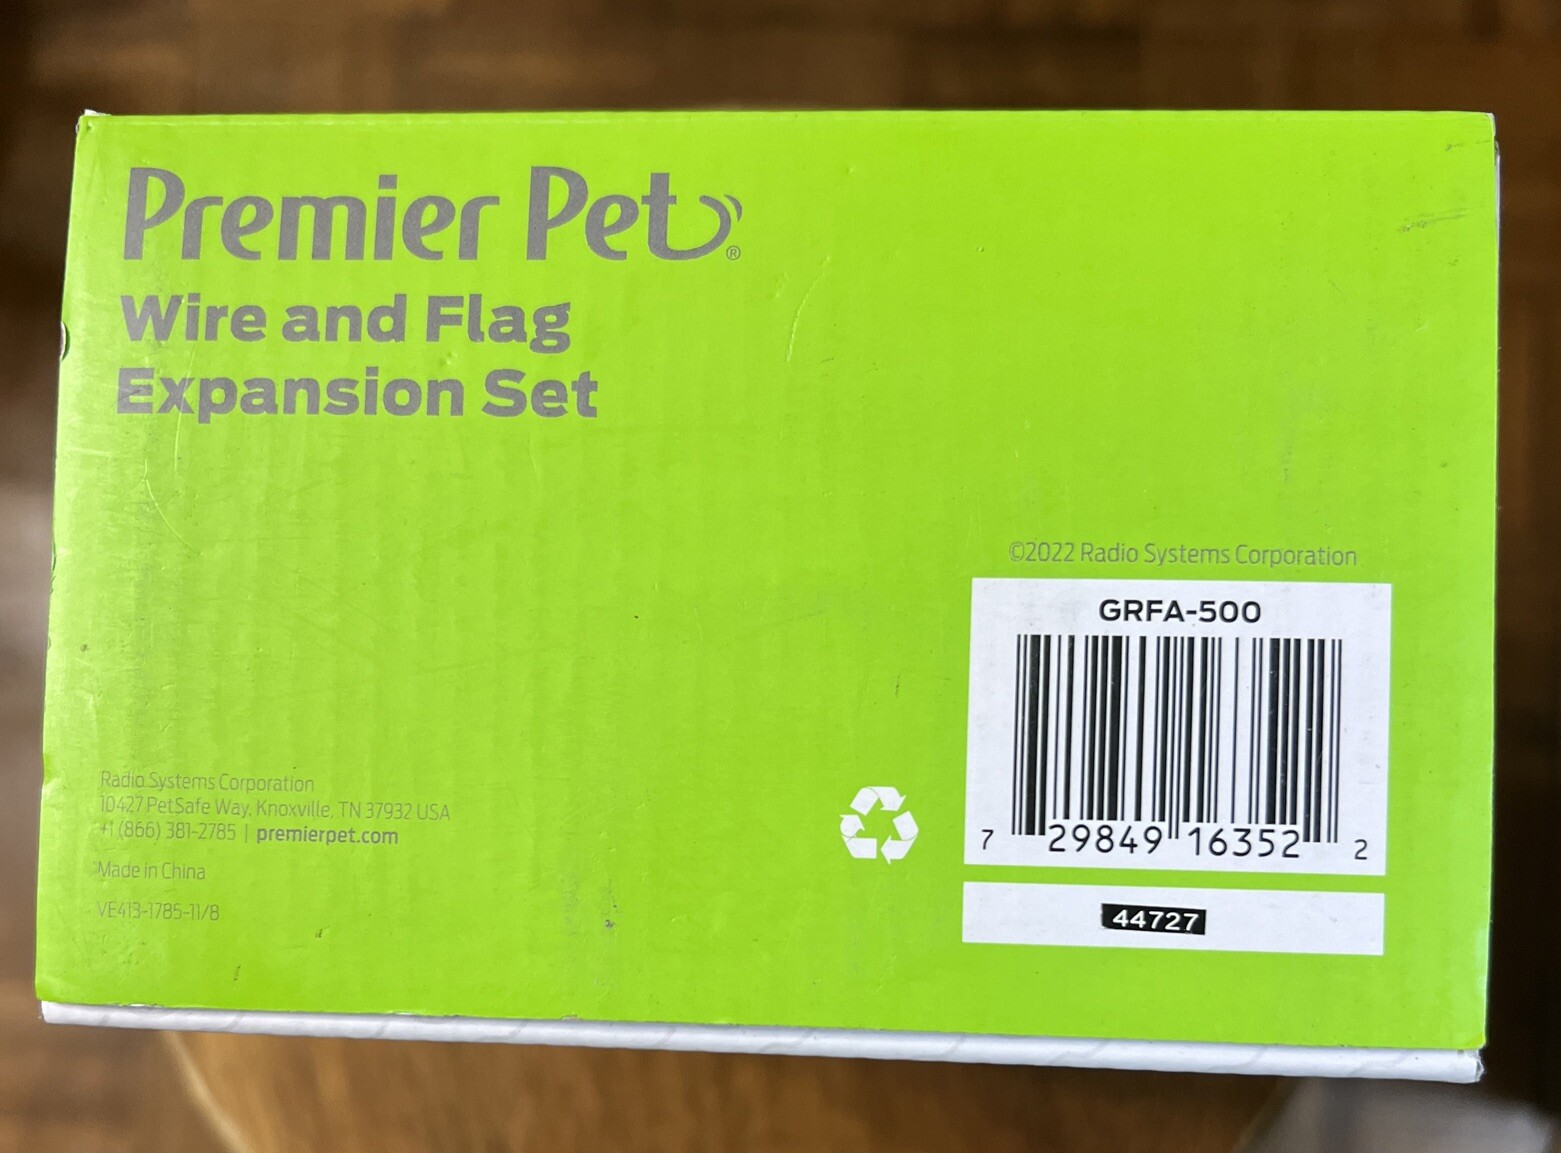 Premier Pet®
Wire and Flag
Expansion Set
©2022 Radio Systems Corporation
GRFA-500
7 29849 16352 2
44727
Radio Systems Corporation
10427 PetSafe Way, Knoxville, TN 37932 USA
+1 (866) 381-2785 | premierpet.com
Made in China
VE413-1785-11/8